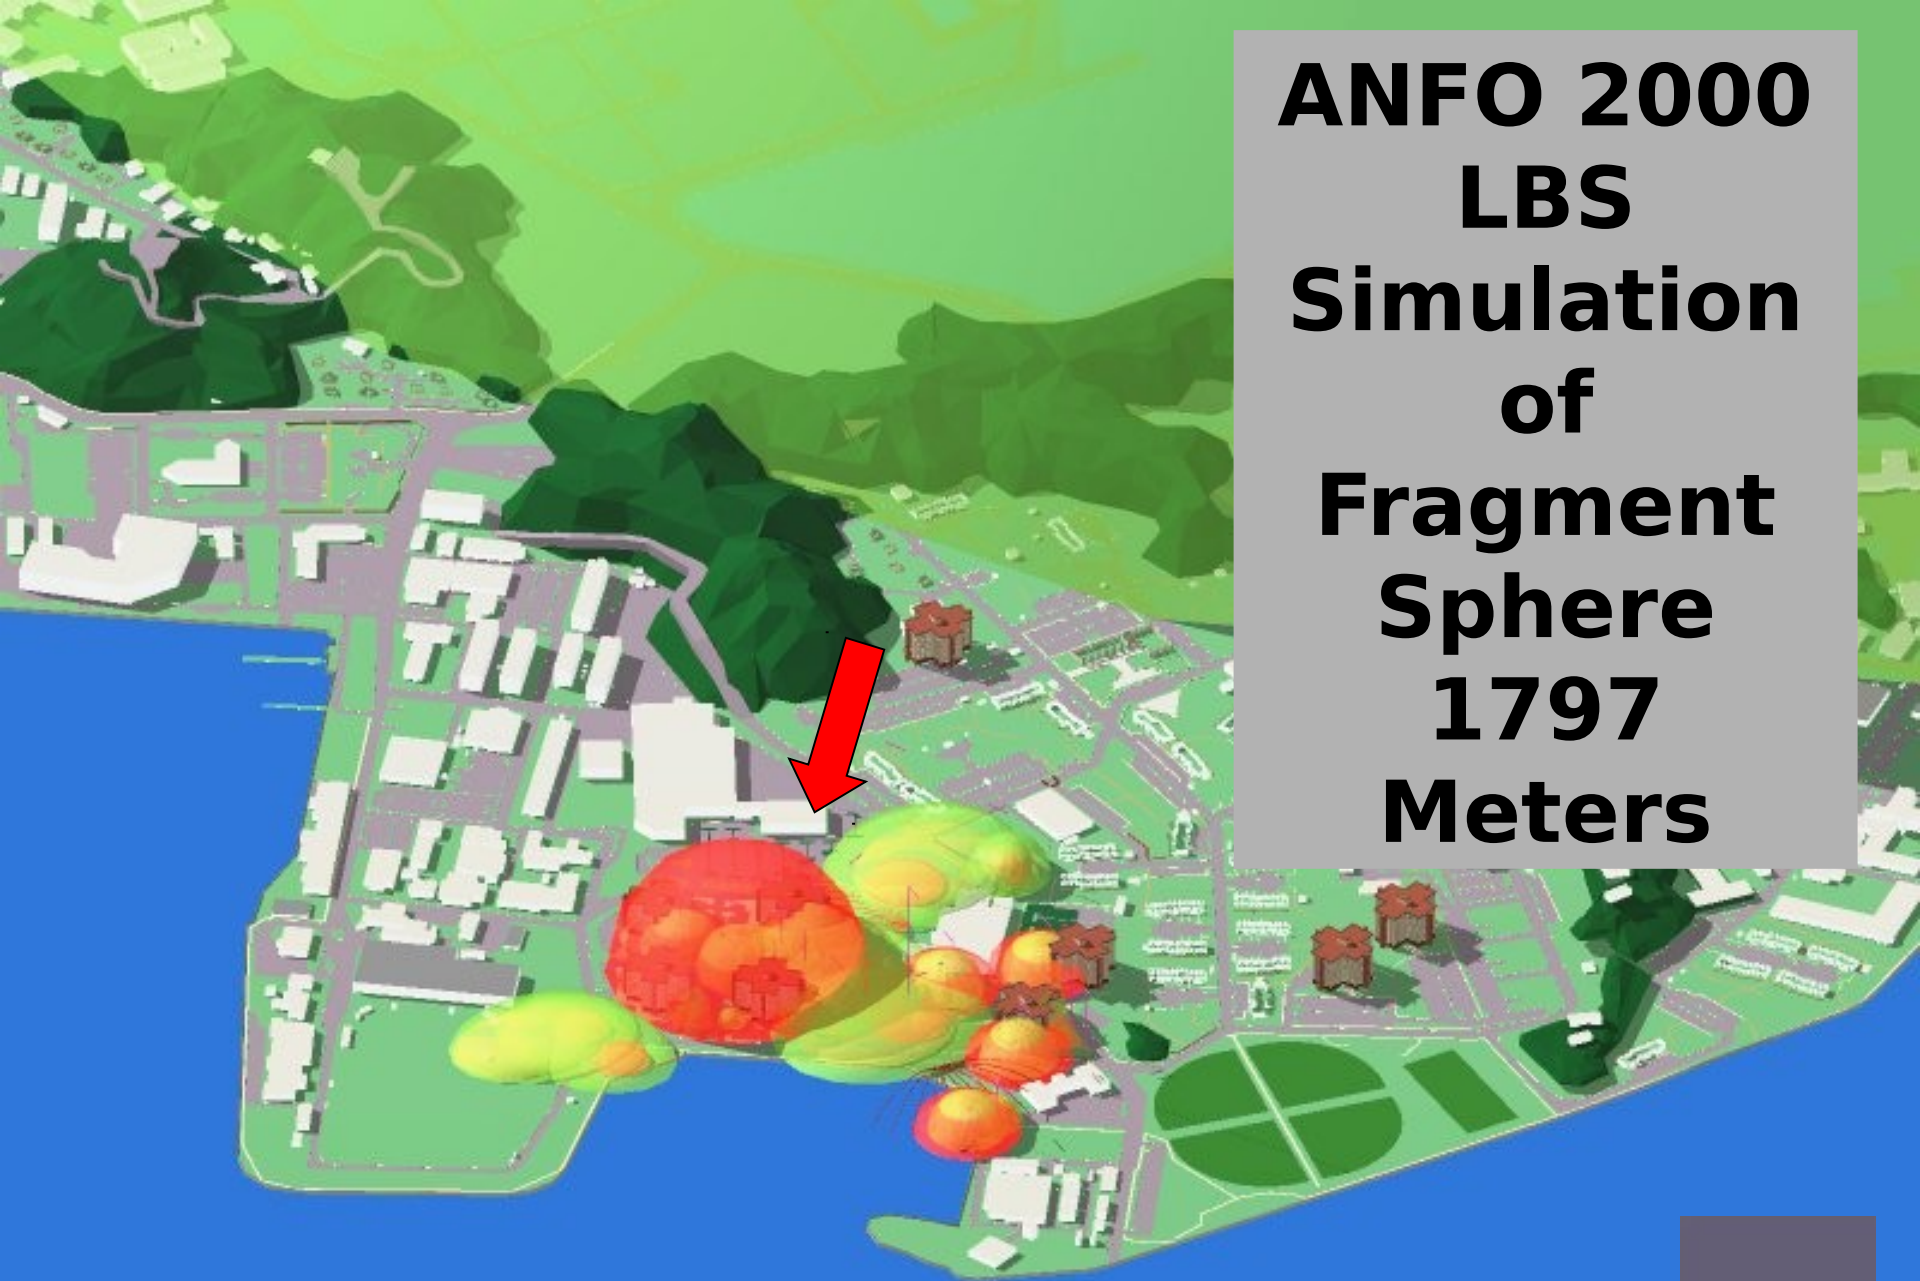 ANFO 2000
LBS
Simulation
of
Fragment
Sphere
1797
Meters